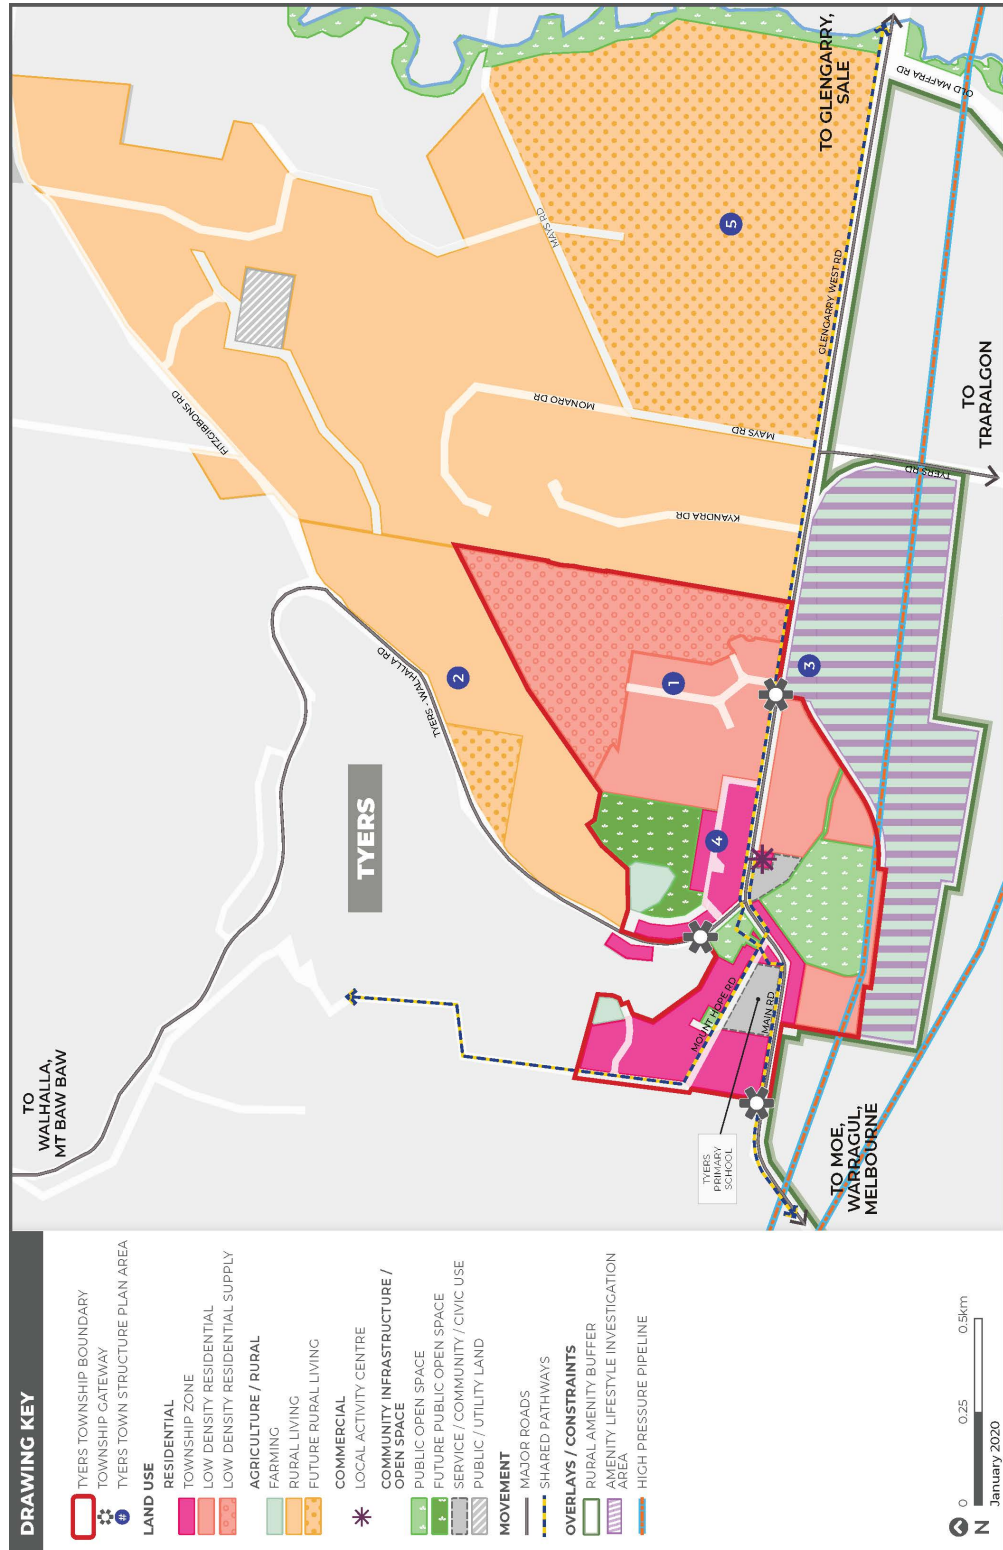 DRAWING KEY
TYERS TOWNSHIP BOUNDARY
TOWNSHIP GATEWAY
#
TYERS TOWN STRUCTURE PLAN AREA
LAND USE
RESIDENTIAL
TOWNSHIP ZONE
LOW DENSITY RESIDENTIAL
LOW DENSITY RESIDENTIAL SUPPLY
AGRICULTURE / RURAL
FARMING
RURAL LIVING
FUTURE RURAL LIVING
COMMERCIAL
LOCAL ACTIVITY CENTRE
COMMUNITY INFRASTRUCTURE /
OPEN SPACE
PUBLIC OPEN SPACE
FUTURE PUBLIC OPEN SPACE
SERVICE / COMMUNITY / CIVIC USE
PUBLIC / UTILITY LAND
MOVEMENT
MAJOR ROADS
SHARED PATHWAYS
OVERLAYS / CONSTRAINTS
RURAL AMENITY BUFFER
AMENITY LIFESTYLE INVESTIGATION
AREA
HIGH PRESSURE PIPELINE
N
0
0.25
0.5km
January 2020
TO
WALHALLA,
MT BAW BAW
TYERS
TYERS - WALHALLA RD
FITZGIBBONS RD
MONARO DR
MAYS RD
MAYS RD
KYANDRA DR
GLENGARRY WEST RD
TO GLENGARRY,
SALE
OLD MAFFRA RD
TYERS RD
TO
TRARALGON
MOUNT HOPE RD
MAIN RD
TYERS
PRIMARY
SCHOOL
TO MOE,
WARRAGUL,
MELBOURNE
1
2
3
4
5